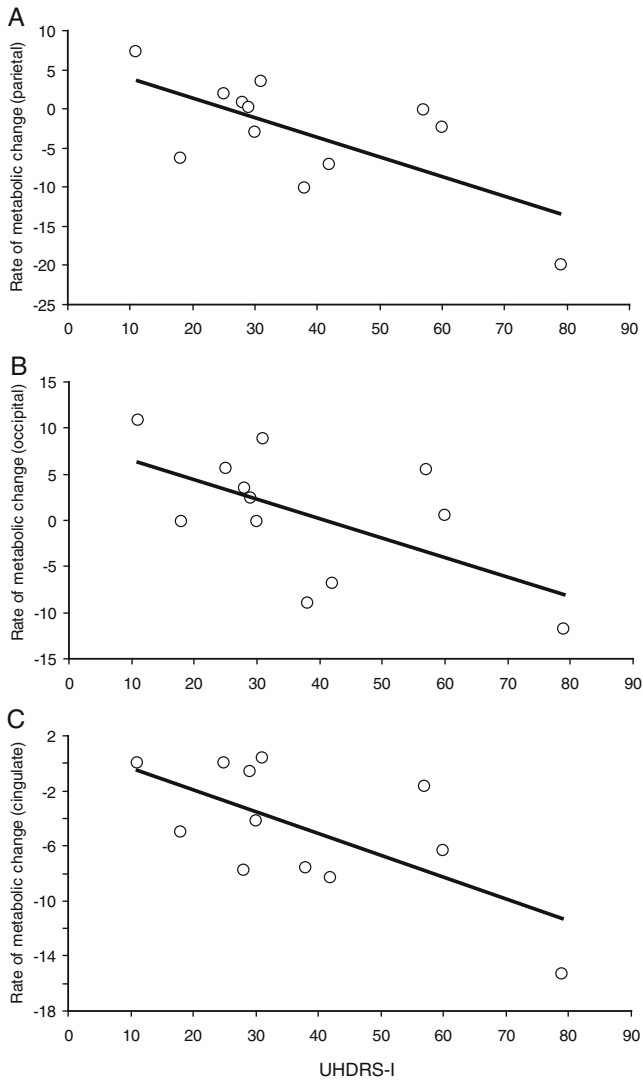 A
Rate of metabolic change (parietal)
10
5
0
-5
-10
-15
-20
-25
0 10 20 30 40 50 60 70 80 90
B
Rate of metabolic change (occipital)
15
10
5
0
-5
-10
-15
0 10 20 30 40 50 60 70 80 90
C
Rate of metabolic change (cingulate)
2
-2
-6
-10
-14
-18
0 10 20 30 40 50 60 70 80 90
UHDRS-I